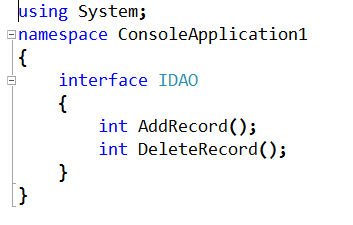 using System;
namespace ConsoleApplication1
{
    interface IDAO
    {
        int AddRecord();
        int DeleteRecord();
    }
}